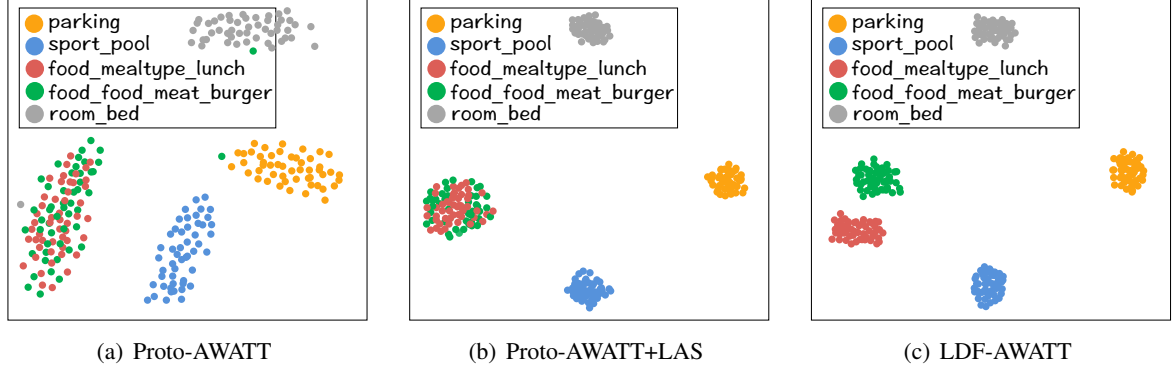 parking
sport_pool
food_mealtype_lunch
food_food_meat_burger
room_bed
(a) Proto-AWATT
parking
sport_pool
food_mealtype_lunch
food_food_meat_burger
room_bed
(b) Proto-AWATT+LAS
parking
sport_pool
food_mealtype_lunch
food_food_meat_burger
room_bed
(c) LDF-AWATT